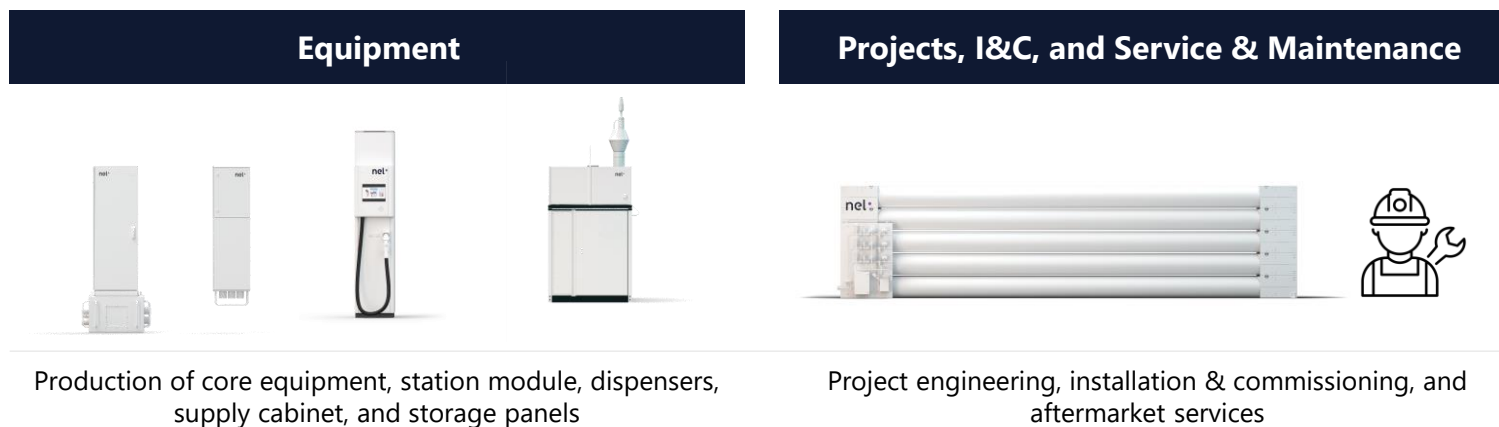 Equipment
Projects, I&C, and Service & Maintenance
nel
nel
nel
nel
nel
Production of core equipment, station module, dispensers,
supply cabinet, and storage panels
Project engineering, installation & commissioning, and
aftermarket services